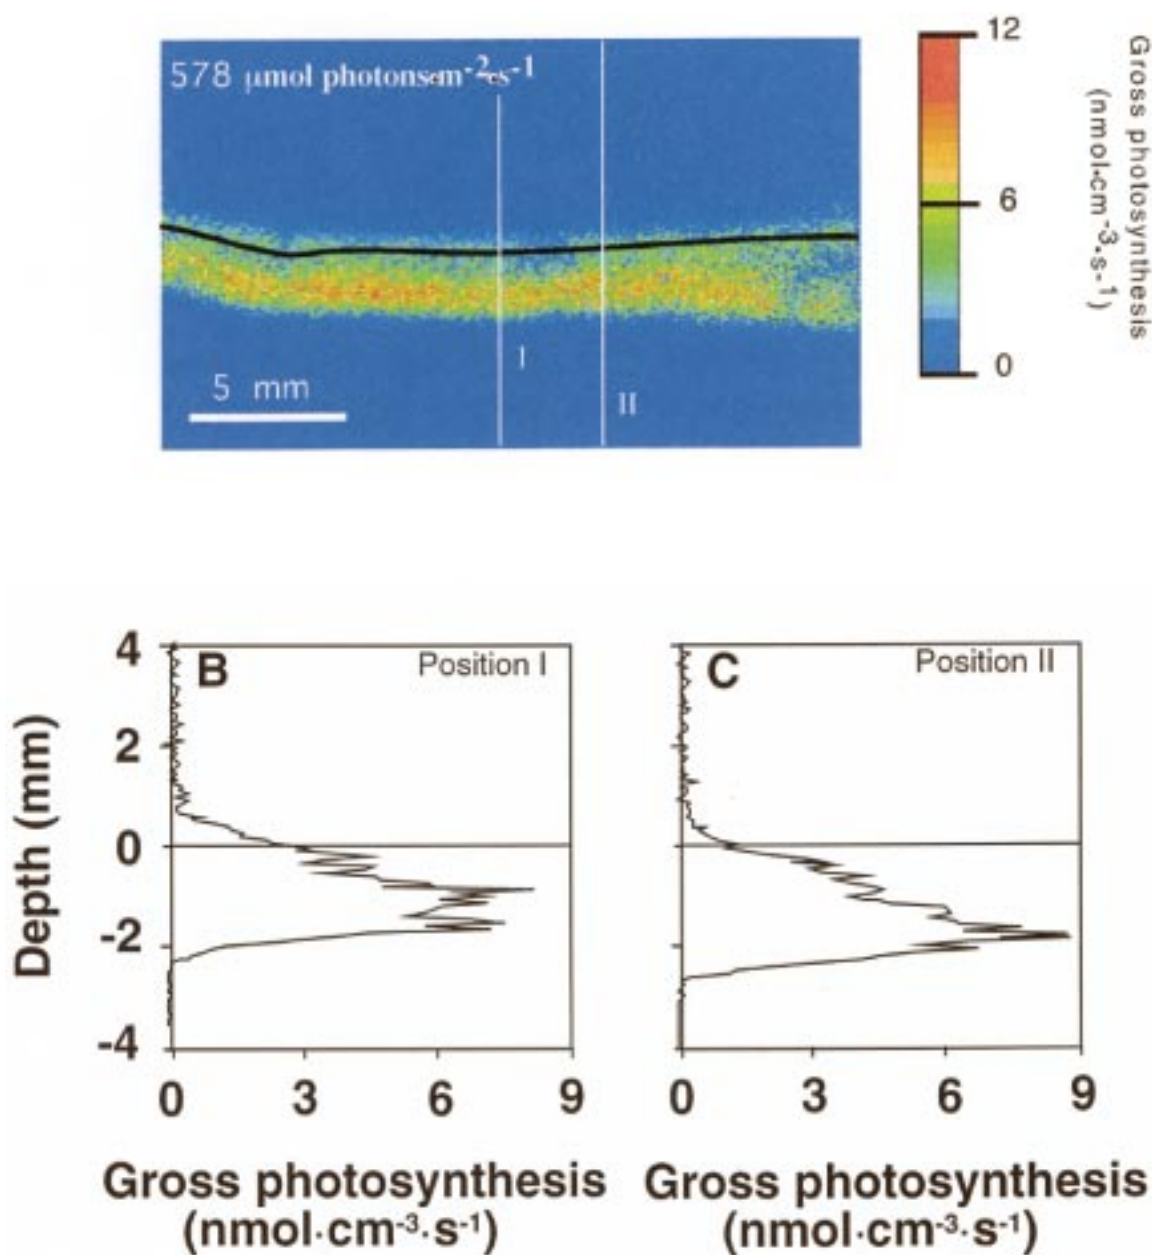 578 μmol photons•m⁻²•s⁻¹
I
II
5 mm
12
6
0
Gross photosynthesis
(nmol·cm⁻³·s⁻¹)
B
Position I
C
Position II
4
2
0
-2
-4
Depth (mm)
0 3 6 9
0 3 6 9
Gross photosynthesis
(nmol·cm⁻³·s⁻¹)
Gross photosynthesis
(nmol·cm⁻³·s⁻¹)